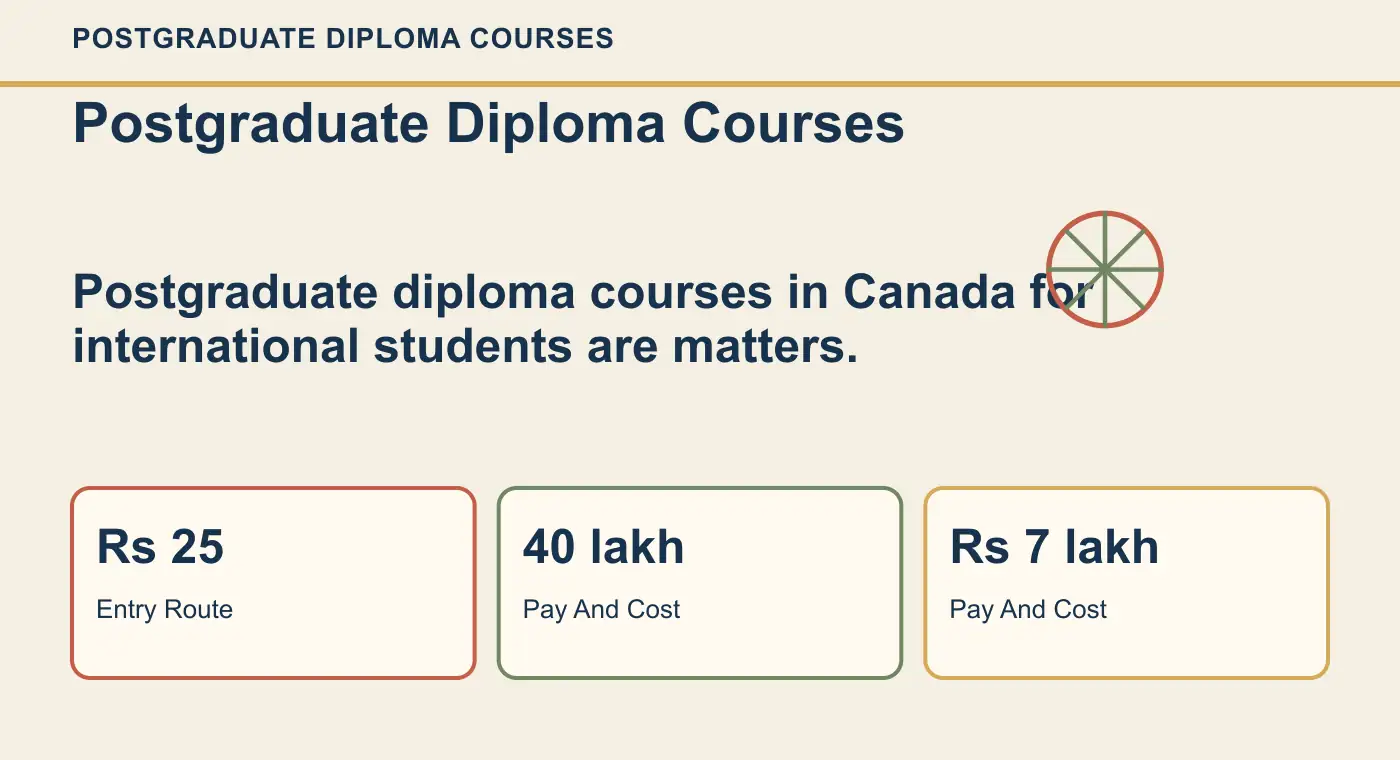 POSTGRADUATE DIPLOMA COURSES
Postgraduate Diploma Courses
Postgraduate diploma courses in Canada for
international students are matters.
Rs 25
Entry Route
40 lakh
Pay And Cost
Rs 7 lakh
Pay And Cost